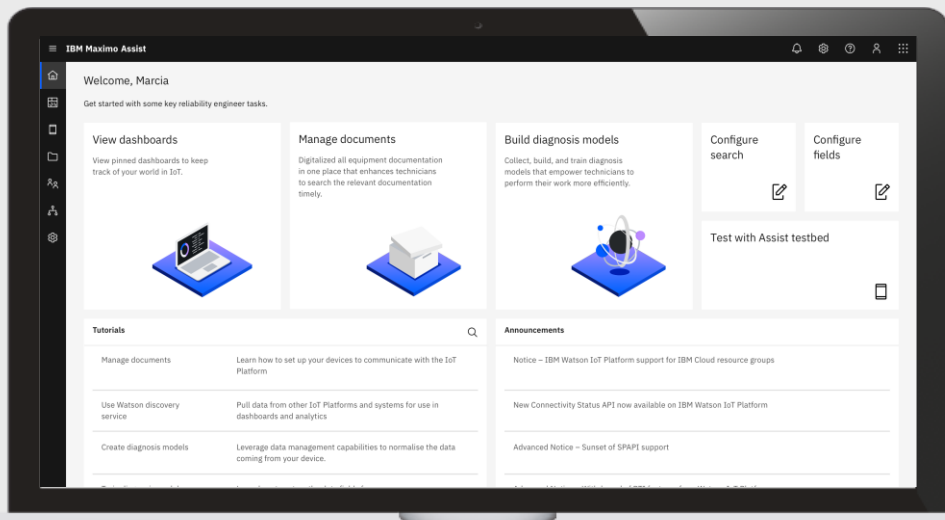 IBM Maximo Assist
Welcome, Marcia
Get started with some key reliability engineer tasks.
View dashboards
View pinned dashboards to keep
track of your world in IoT.
Manage documents
Digitalized all equipment documentation
in one place that enhances technicians
to search the relevant documentation
timely.
Build diagnosis models
Collect, build, and train diagnosis
models that empower technicians to
perform their work more efficiently.
Configure
search
Configure
fields
Test with Assist testbed
Tutorials
Manage documents
Learn how to set up your devices to communicate with the IoT
Platform
Use Watson discovery
service
Pull data from other IoT Platforms and systems for use in
dashboards and analytics
Create diagnosis models
Leverage data management capabilities to normalise the data
coming from your device.
Announcements
Notice – IBM Watson IoT Platform support for IBM Cloud resource groups
New Connectivity Status API now available on IBM Watson IoT Platform
Advanced Notice – Sunset of SPAPI support